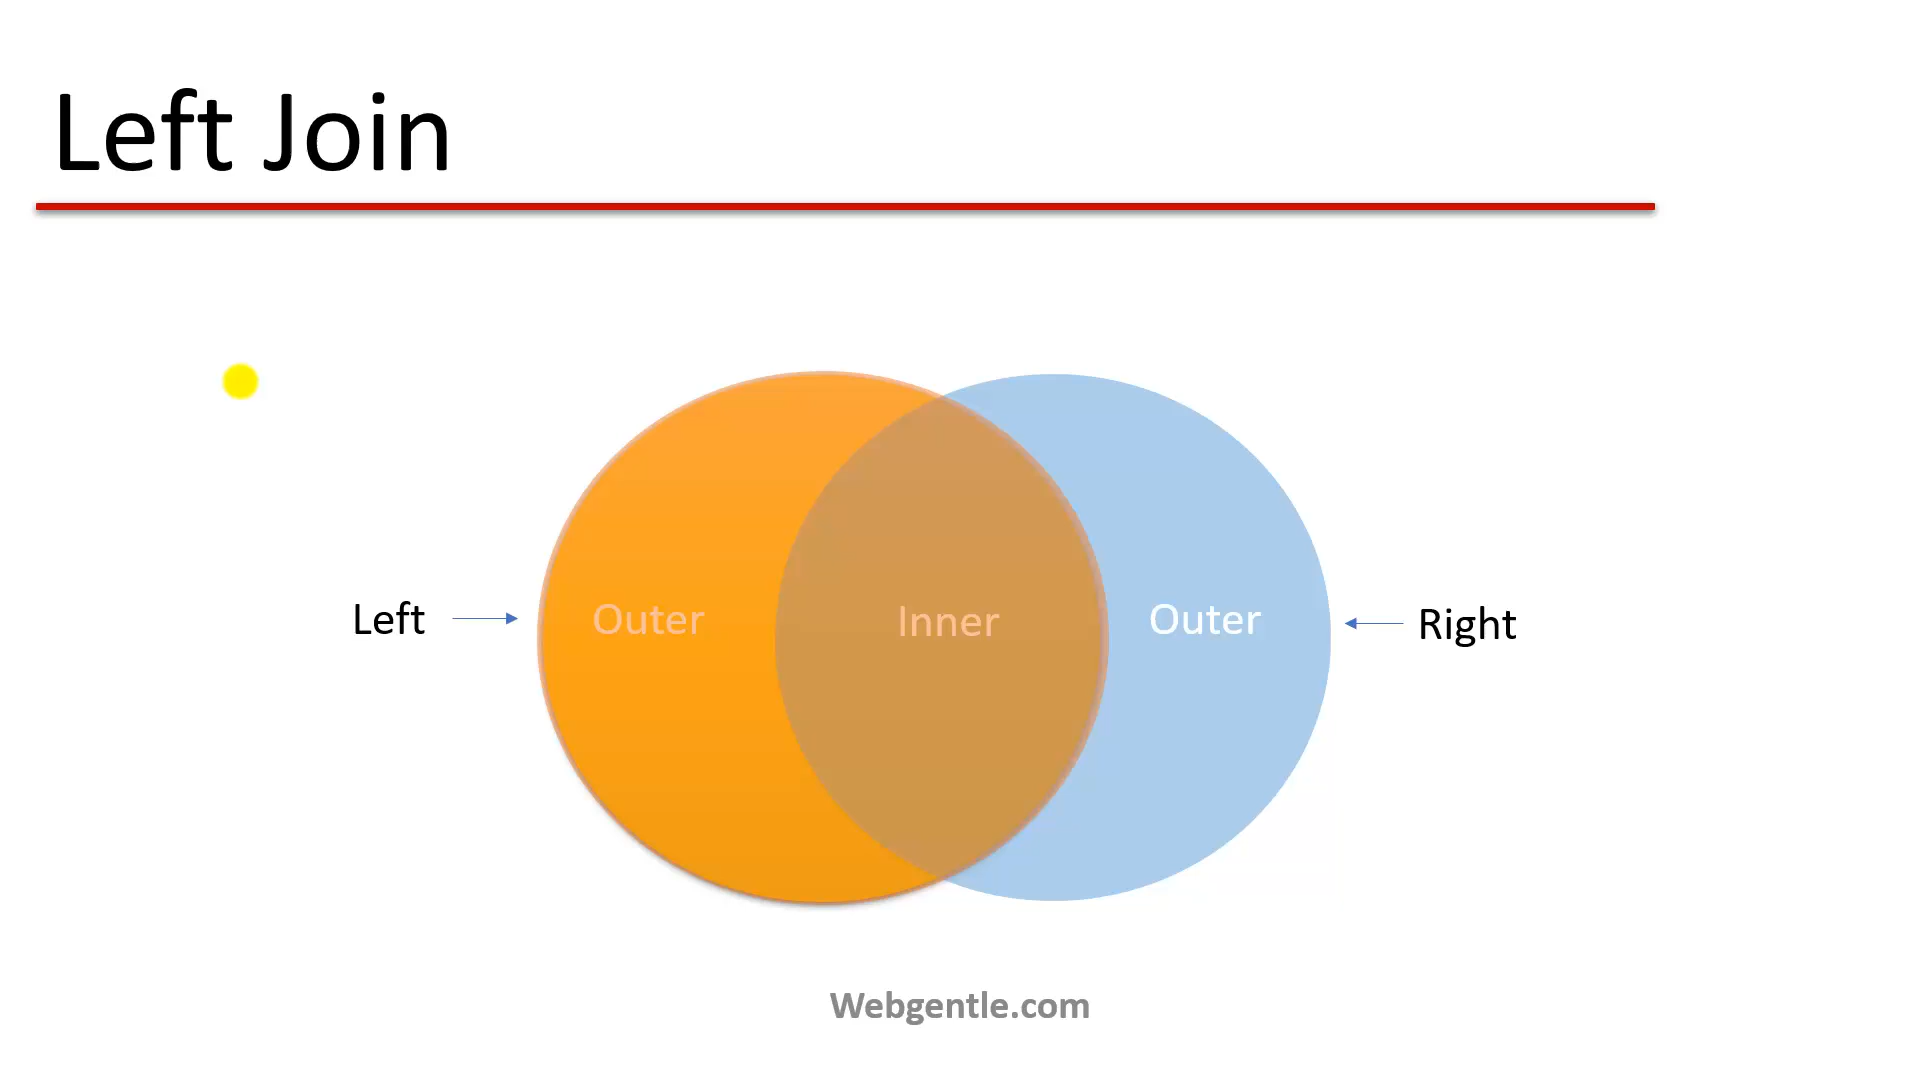 Left Join
Left
Outer
Inner
Outer
Right
Webgentle.com